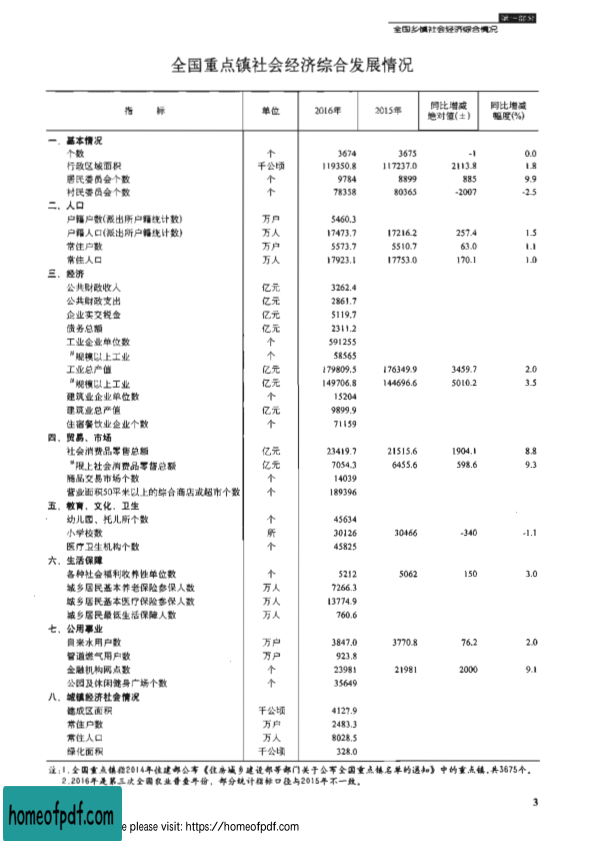 第一部分
全国乡镇社会经济综合情况
全国重点镇社会经济综合发展情况
指 标 单位 2016年 2015年 同比增减绝对值(±) 同比增减幅度(%)
一、基本情况
个数 个 3674 3675 -1 0.0
行政区域面积 千公顷 119350.8 117237.0 2113.8 1.8
居民委员会个数 个 9784 8899 885 9.9
村民委员会个数 个 78358 80365 -2007 -2.5
二、人口
户籍户数(派出所户籍统计数) 万户 5460.3
户籍人口(派出所户籍统计数) 万人 17473.7 17216.2 257.4 1.5
常住户数 万户 5573.7 5510.7 63.0 1.1
常住人口 万人 17923.1 17753.0 170.1 1.0
三、经济
公共财政收入 亿元 3262.4
公共财政支出 亿元 2861.7
企业实交税金 亿元 5119.7
债务总额 亿元 2311.2
工业企业单位数 个 591255
#规模以上工业 个 58565
工业总产值 亿元 179809.5 176349.9 3459.7 2.0
#规模以上工业 亿元 149706.8 144696.6 5010.2 3.5
建筑业企业单位数 个 15204
建筑业总产值 亿元 9899.9
住宿餐饮业企业个数 个 71159
四、贸易、市场
社会消费品零售总额 亿元 23419.7 21515.6 1904.1 8.8
#限上社会消费品零售总额 亿元 7054.3 6455.6 598.6 9.3
商品交易市场个数 个 14039
营业面积50平米以上的综合商店或超市个数 个 189396
五、教育、文化、卫生
幼儿园、托儿所个数 个 45634
小学校数 所 30126 30466 -340 -1.1
医疗卫生机构个数 个 45825
六、生活保障
各种社会福利收养性单位数 个 5212 5062 150 3.0
城乡居民基本养老保险参保人数 万人 7266.3
城乡居民基本医疗保险参保人数 万人 13774.9
城乡居民最低生活保障人数 万人 760.6
七、公用事业
自来水用户数 万户 3847.0 3770.8 76.2 2.0
管道燃气用户数 万户 923.8
金融机构网点数 个 23981 21981 2000 9.1
公园及休闲健身广场个数 个 35649
八、城镇经济社会情况
建成区面积 千公顷 4127.9
常住户数 万户 2483.3
常住人口 万人 8028.5
绿化面积 千公顷 328.0
注:1.全国重点镇指2014年住建部公布《住房城乡建设部等部门关于公布全国重点镇名单的通知》中的重点镇,共3675个。
2.2016年是第三次全国农业普查年份,部分统计指标口径与2015年不一致。
3
homeofpdf.com
e please visit: https://homeofpdf.com